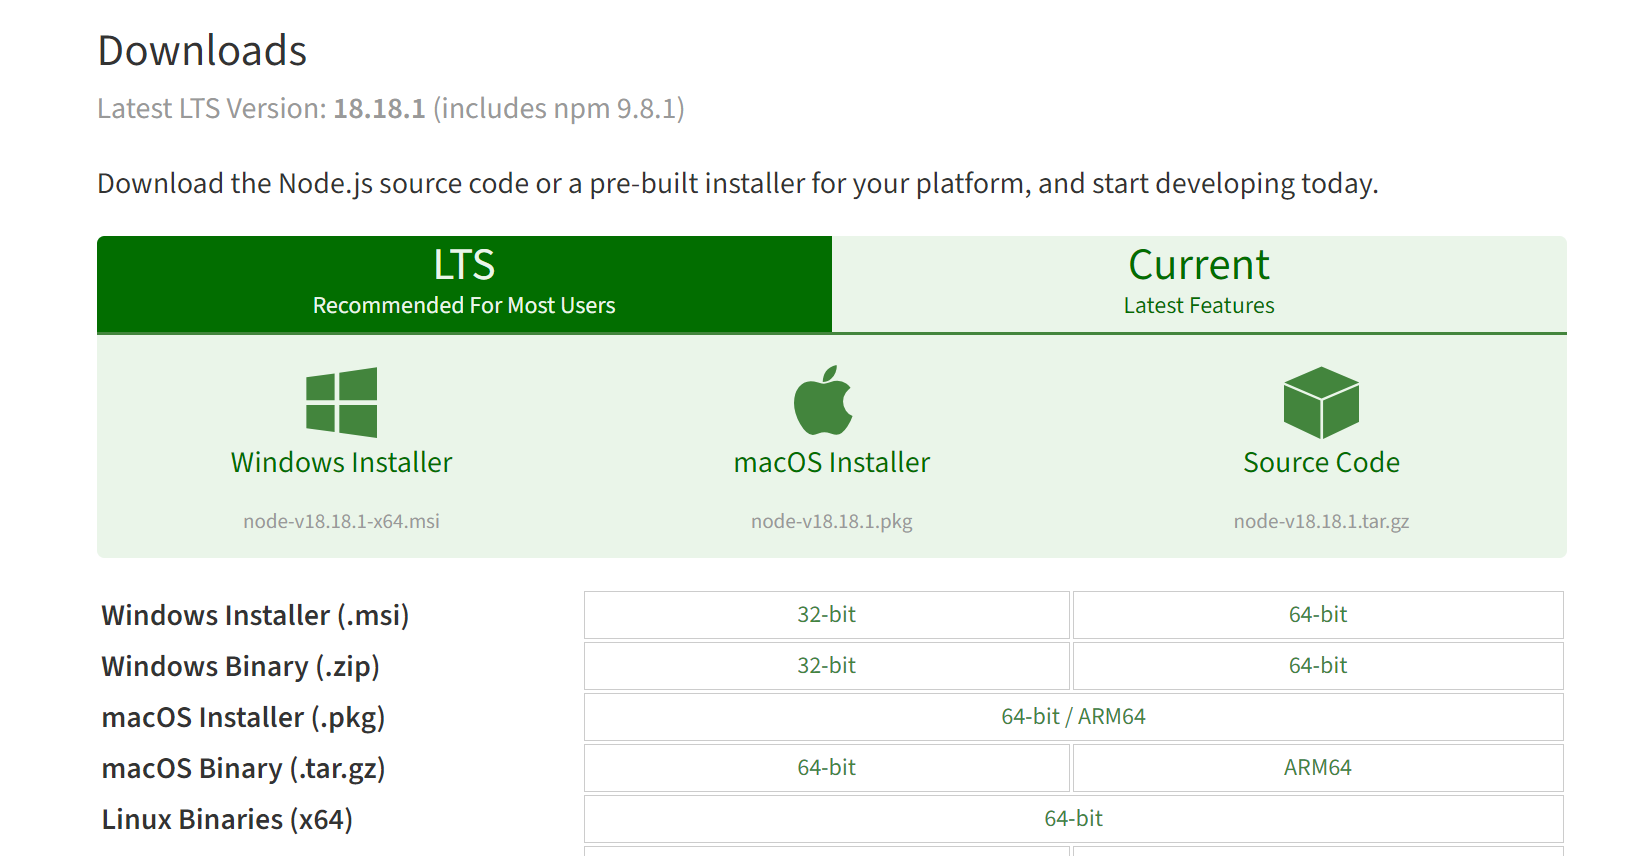 Downloads
Latest LTS Version: 18.18.1 (includes npm 9.8.1)
Download the Node.js source code or a pre-built installer for your platform, and start developing today.
LTS
Recommended For Most Users
Current
Latest Features
Windows Installer
node-v18.18.1-x64.msi
macOS Installer
node-v18.18.1.pkg
Source Code
node-v18.18.1.tar.gz
Windows Installer (.msi) 32-bit 64-bit
Windows Binary (.zip) 32-bit 64-bit
macOS Installer (.pkg) 64-bit / ARM64
macOS Binary (.tar.gz) 64-bit ARM64
Linux Binaries (x64) 64-bit